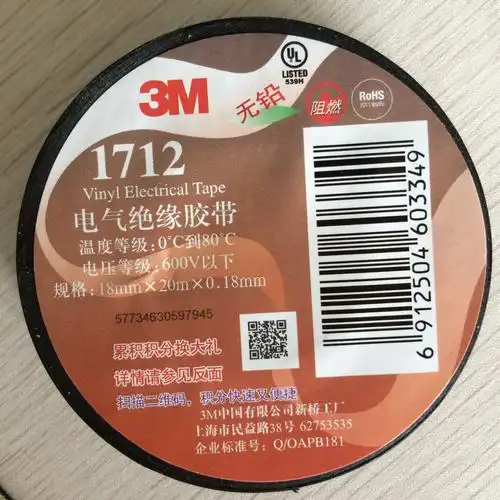 UL
LISTED
539H
3M
无铅
阻燃
RoHS
1712
Vinyl Electrical Tape
电气绝缘胶带
温度等级:0℃到80℃
电压等级:600V以下
规格:18mm×20m×0.18mm
57734630597945
累积积分换大礼
详情请参见反面
扫描二维码，积分快速又便捷
6 912504 603349
3M中国有限公司新桥工厂
上海市民益路38号 62753535
企业标准号: Q/OAPB181